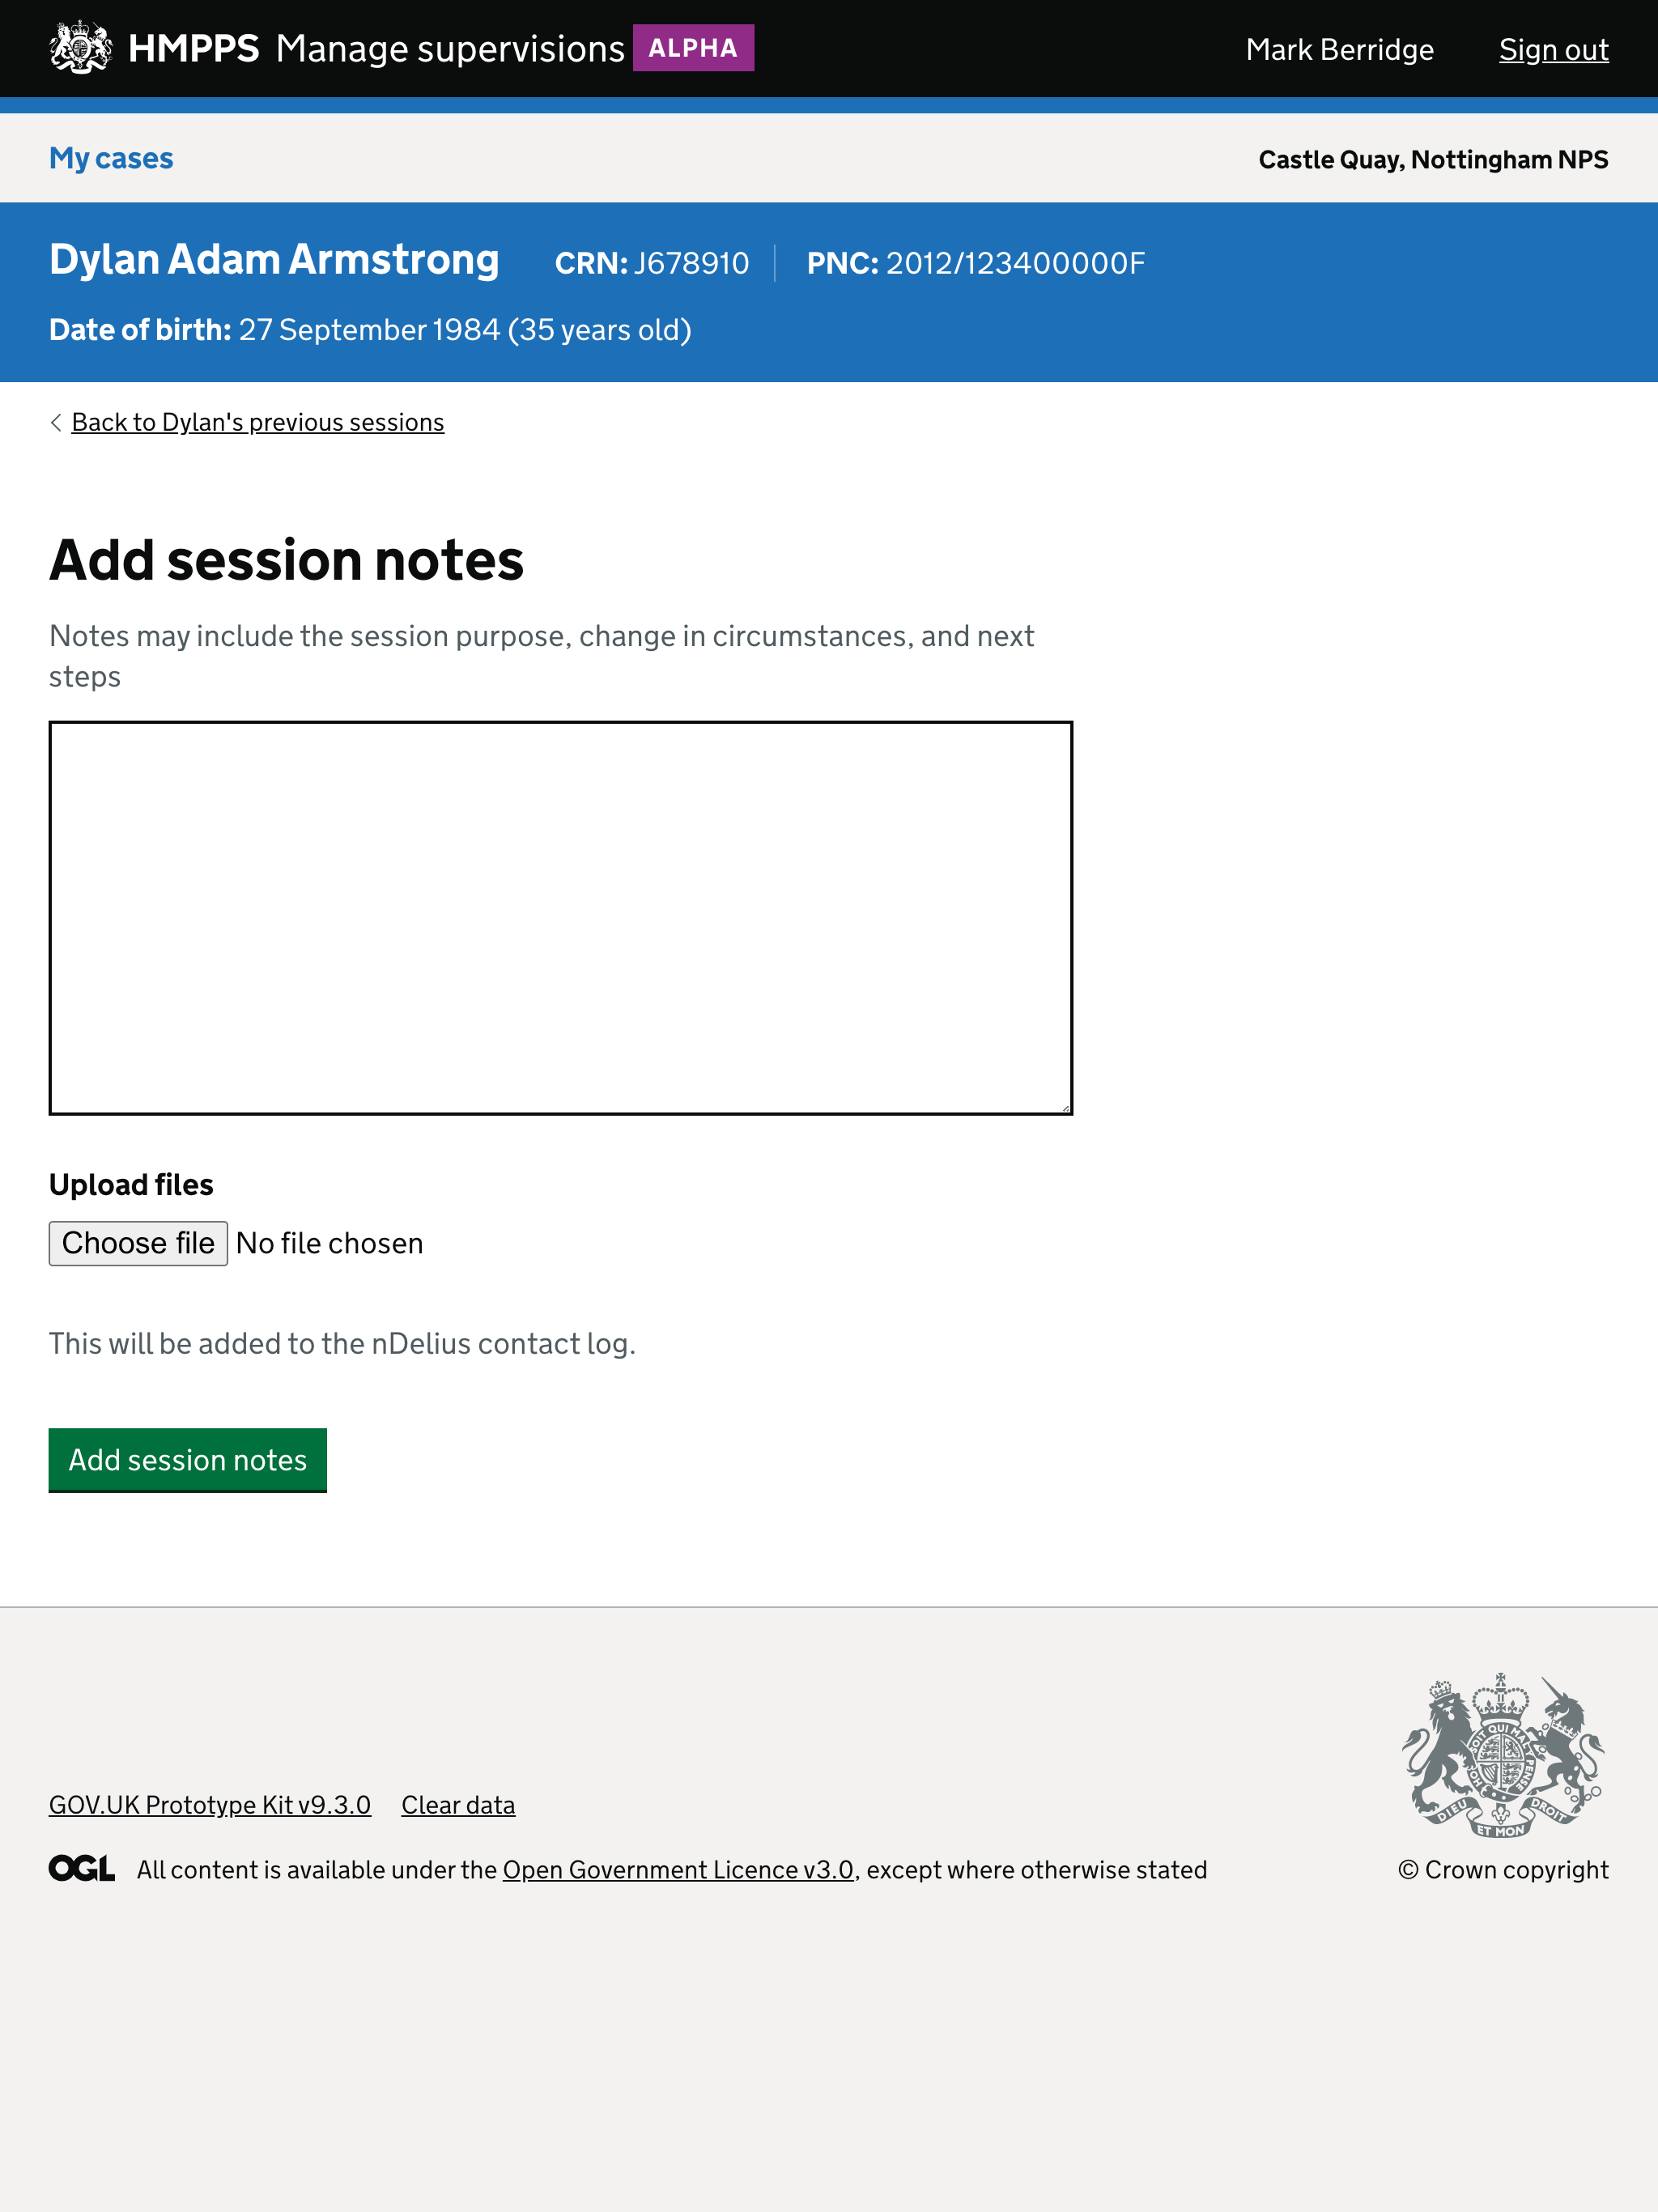 HMPPS Manage supervisions ALPHA
Mark Berridge
Sign out
My cases
Castle Quay, Nottingham NPS
Dylan Adam Armstrong
CRN: J678910
PNC: 2012/123400000F
Date of birth: 27 September 1984 (35 years old)
Back to Dylan's previous sessions
Add session notes
Notes may include the session purpose, change in circumstances, and next
steps
Upload files
Choose file No file chosen
This will be added to the nDelius contact log.
Add session notes
SOIT QUI MAL
HON
PENSE
DIEU ET MON DROIT
GOV.UK Prototype Kit v9.3.0
Clear data
OGL All content is available under the Open Government Licence v3.0, except where otherwise stated
© Crown copyright